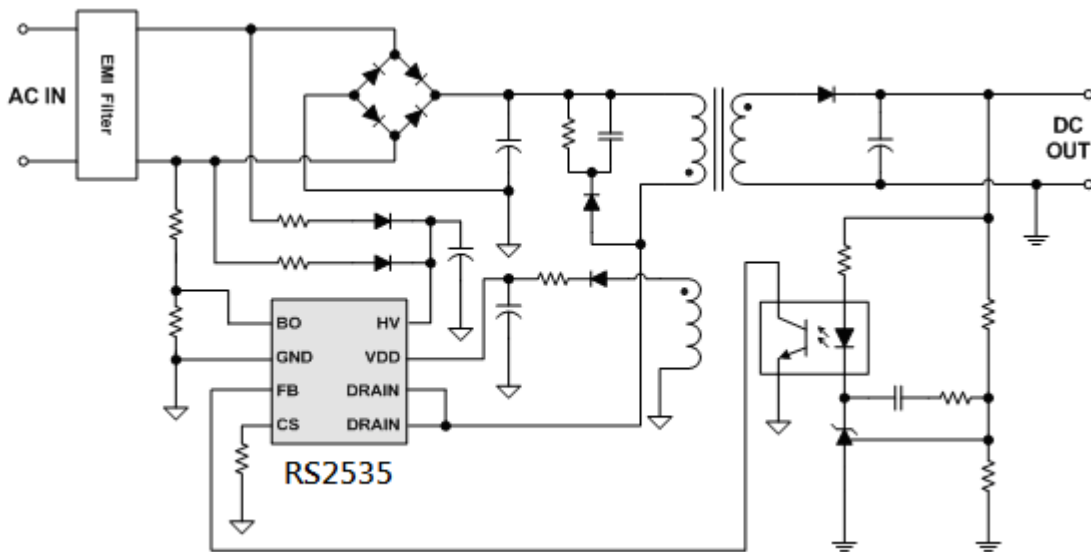 EMI Filter
AC IN
DC
OUT
BO
HV
GND
VDD
FB
DRAIN
CS
DRAIN
RS2535